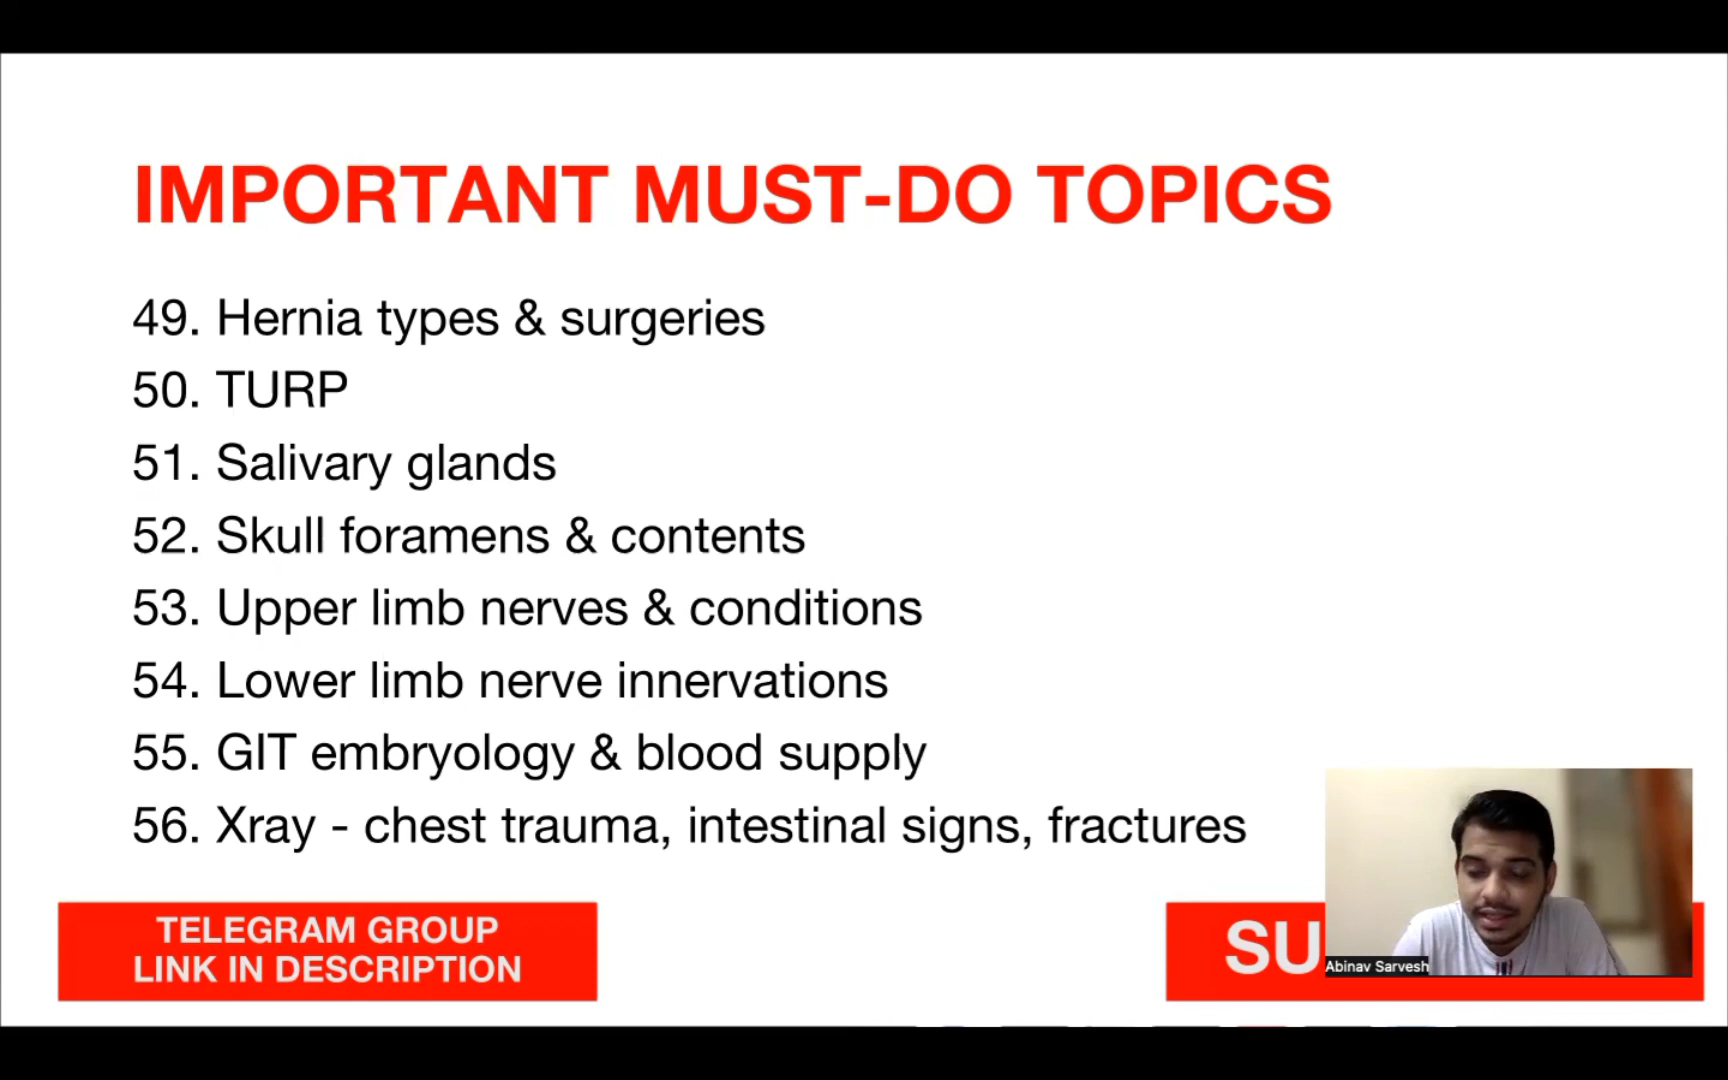 IMPORTANT MUST-DO TOPICS
49. Hernia types & surgeries
50. TURP
51. Salivary glands
52. Skull foramens & contents
53. Upper limb nerves & conditions
54. Lower limb nerve innervations
55. GIT embryology & blood supply
56. Xray - chest trauma, intestinal signs, fractures
TELEGRAM GROUP
LINK IN DESCRIPTION
Abinav Sarvesh